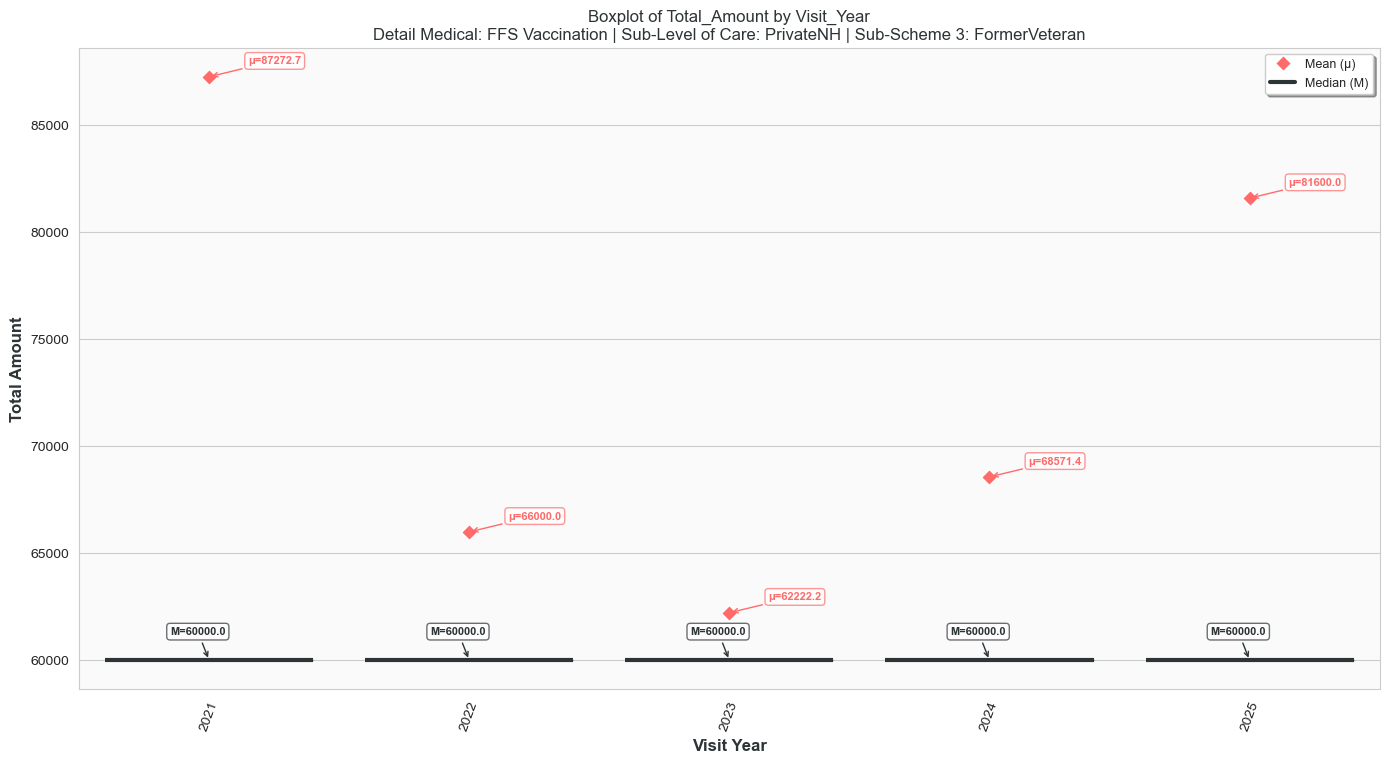 Boxplot of Total_Amount by Visit_Year
Detail Medical: FFS Vaccination | Sub-Level of Care: PrivateNH | Sub-Scheme 3: FormerVeteran
Mean (μ)
Median (M)
μ=87272.7
μ=81600.0
μ=68571.4
μ=66000.0
μ=62222.2
M=60000.0
M=60000.0
M=60000.0
M=60000.0
M=60000.0
85000
80000
75000
70000
65000
60000
Total Amount
2021
2022
2023
2024
2025
Visit Year